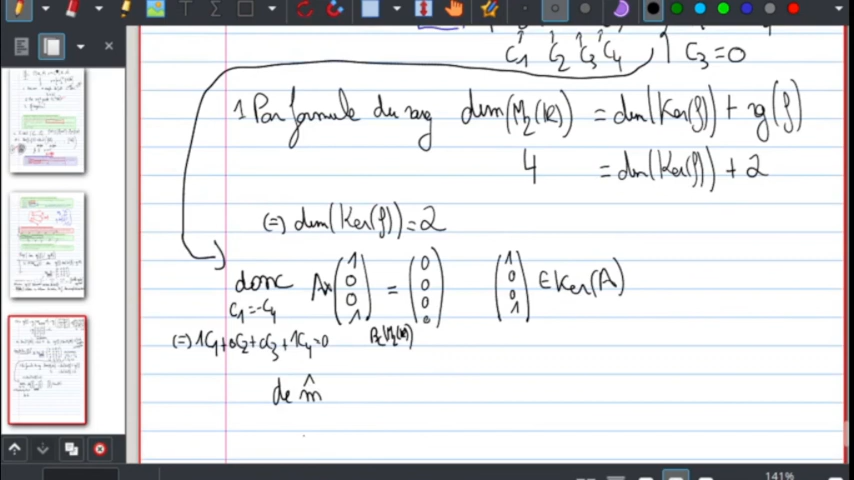 C1 C2 C3 C4 C3=0
1 Par formule du rang dim(M2(IR)) = dim(Ker(f)) + rg(f)
4 = dim(Ker(f)) + 2
(=) dim(Ker(f)) = 2
donc A×(1 0 0 1) = (0 0 0 0) (1 0 0 1) ∈ Ker(A)
C1=-C4
(=) 1C1+0C2+0C3+1C4=0
de m̂
141%